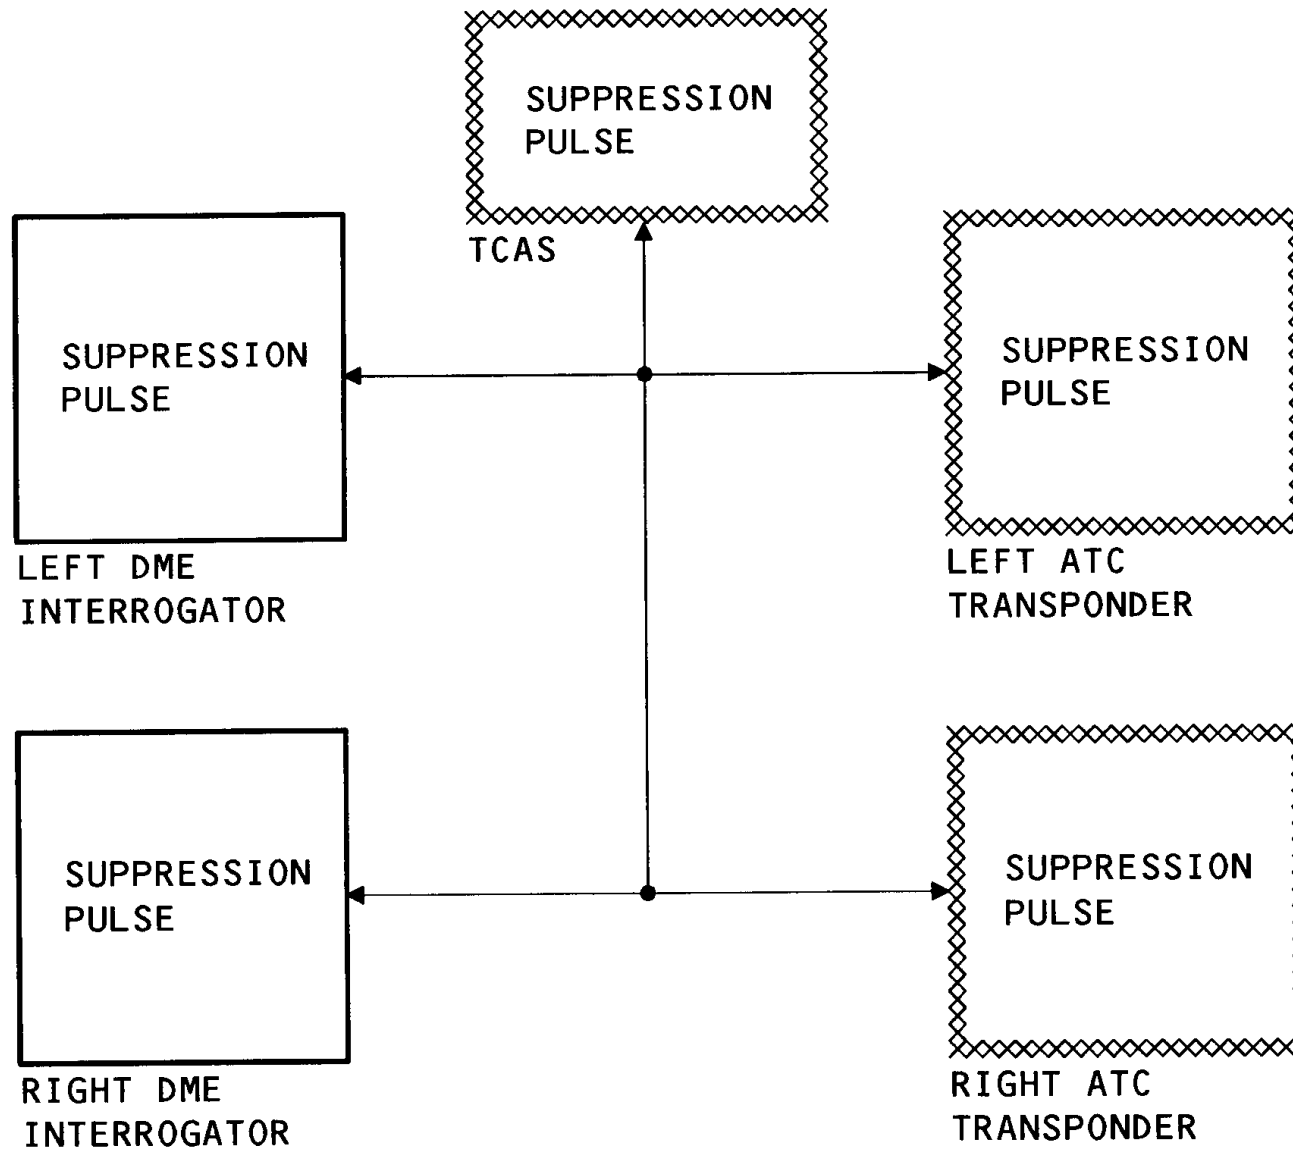 SUPPRESSION
PULSE
TCAS
SUPPRESSION
PULSE
LEFT DME
INTERROGATOR
SUPPRESSION
PULSE
LEFT ATC
TRANSPONDER
SUPPRESSION
PULSE
RIGHT DME
INTERROGATOR
SUPPRESSION
PULSE
RIGHT ATC
TRANSPONDER